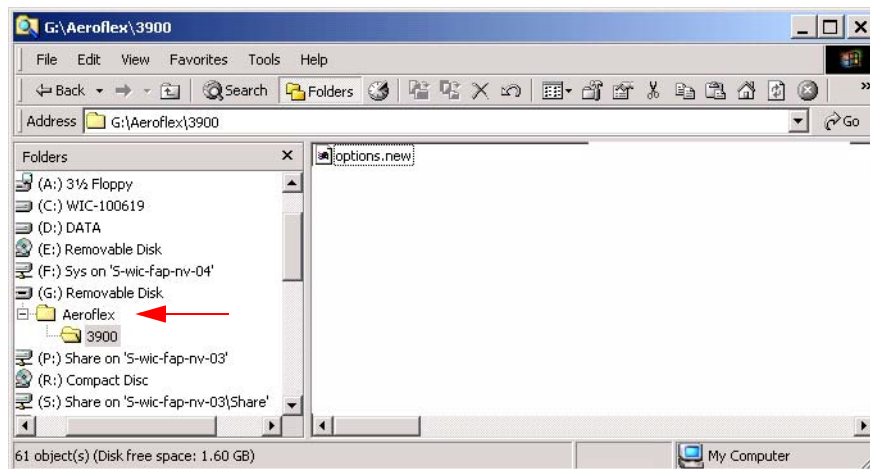 G:\Aeroflex\3900
File Edit View Favorites Tools Help
Back Search Folders »
Address G:\Aeroflex\3900 Go
Folders
options.new
(A:) 3½ Floppy
(C:) WIC-100619
(D:) DATA
(E:) Removable Disk
(F:) Sys on 'S-wic-fap-nv-04'
(G:) Removable Disk
Aeroflex
3900
(P:) Share on 'S-wic-fap-nv-03'
(R:) Compact Disc
(S:) Share on 'S-wic-fap-nv-03\Share'
61 object(s) (Disk free space: 1.60 GB) My Computer